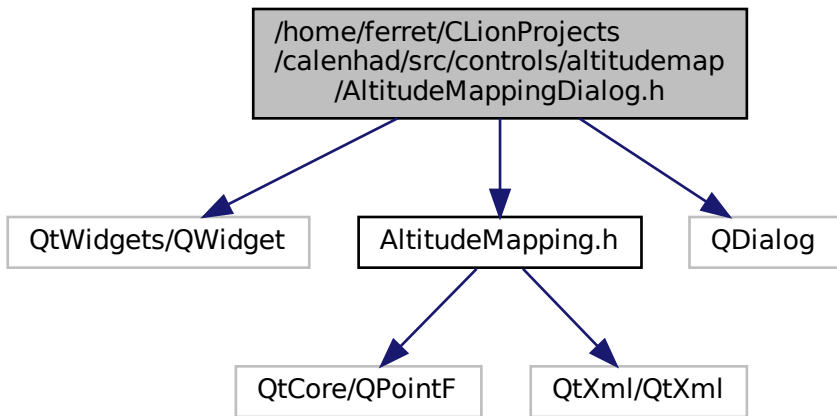 /home/ferret/CLionProjects
/calenhad/src/controls/altitudemap
/AltitudeMappingDialog.h
QtWidgets/QWidget
AltitudeMapping.h
QDialog
QtCore/QPointF
QtXml/QtXml